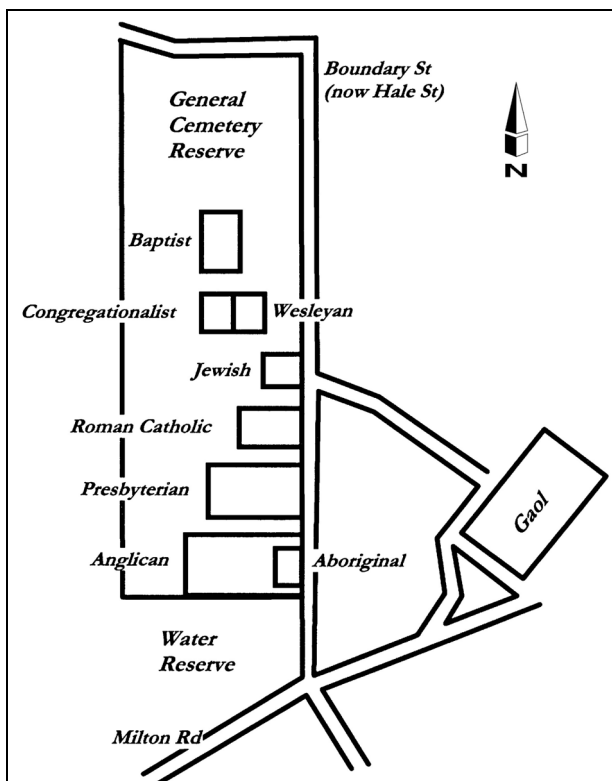 Boundary St
(now Hale St)
General
Cemetery
Reserve
N
Baptist
Congregationalist
Wesleyan
Jewish
Roman Catholic
Presbyterian
Gaol
Anglican
Aboriginal
Water
Reserve
Milton Rd